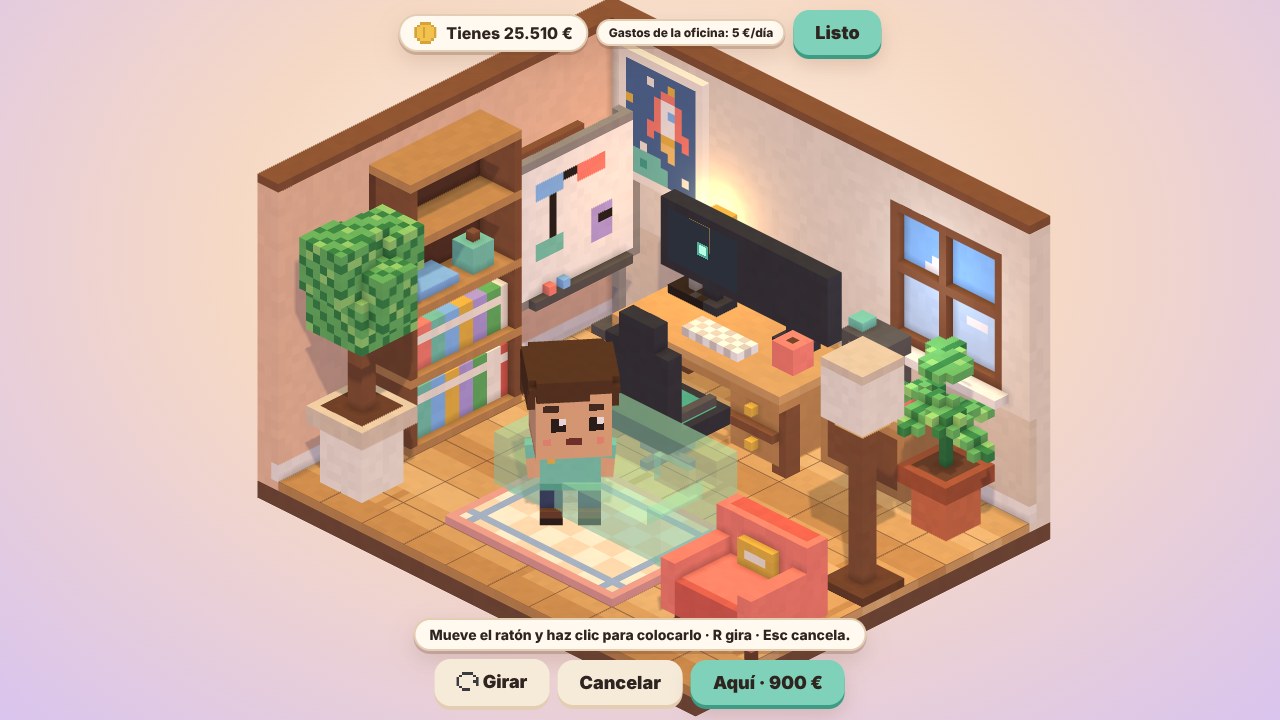 Tienes 25.510 €
Gastos de la oficina: 5 €/día
Listo
Mueve el ratón y haz clic para colocarlo · R gira · Esc cancela.
Girar
Cancelar
Aquí · 900 €